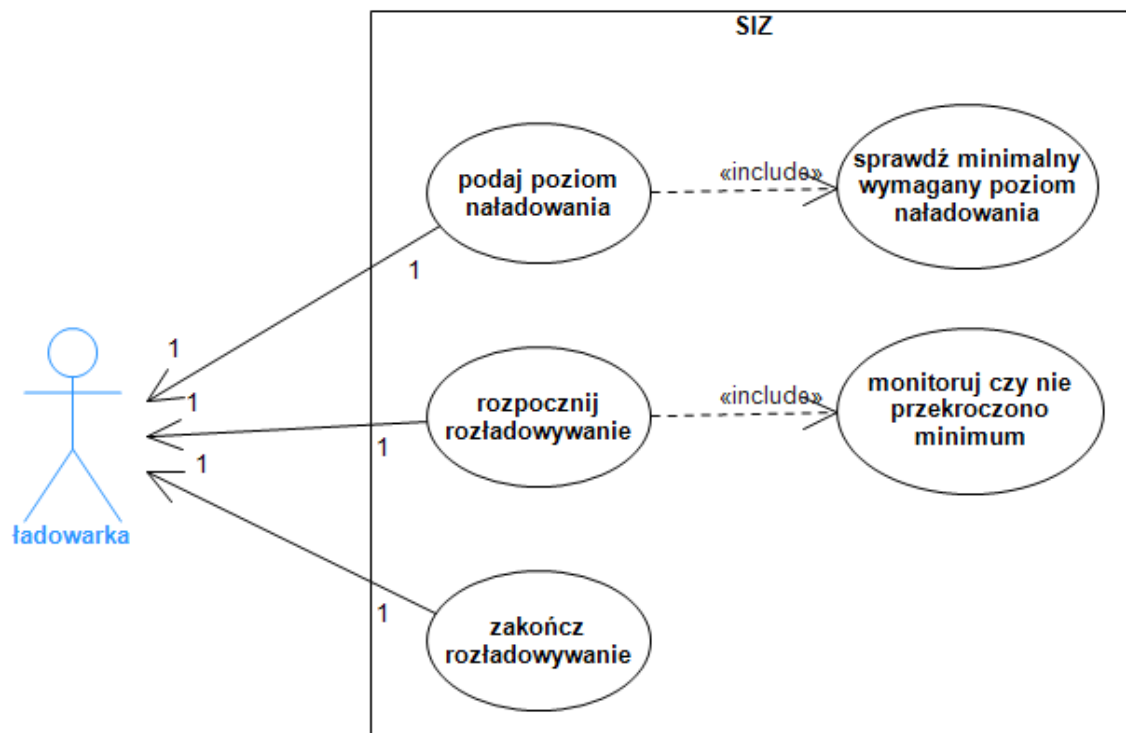 SIZ
podaj poziom
naładowania
«include»
sprawdź minimalny
wymagany poziom
naładowania
1
1
rozpocznij
rozładowywanie
«include»
monitoruj czy nie
przekroczono
minimum
1
1
1
ładowarka
zakończ
rozładowywanie
1